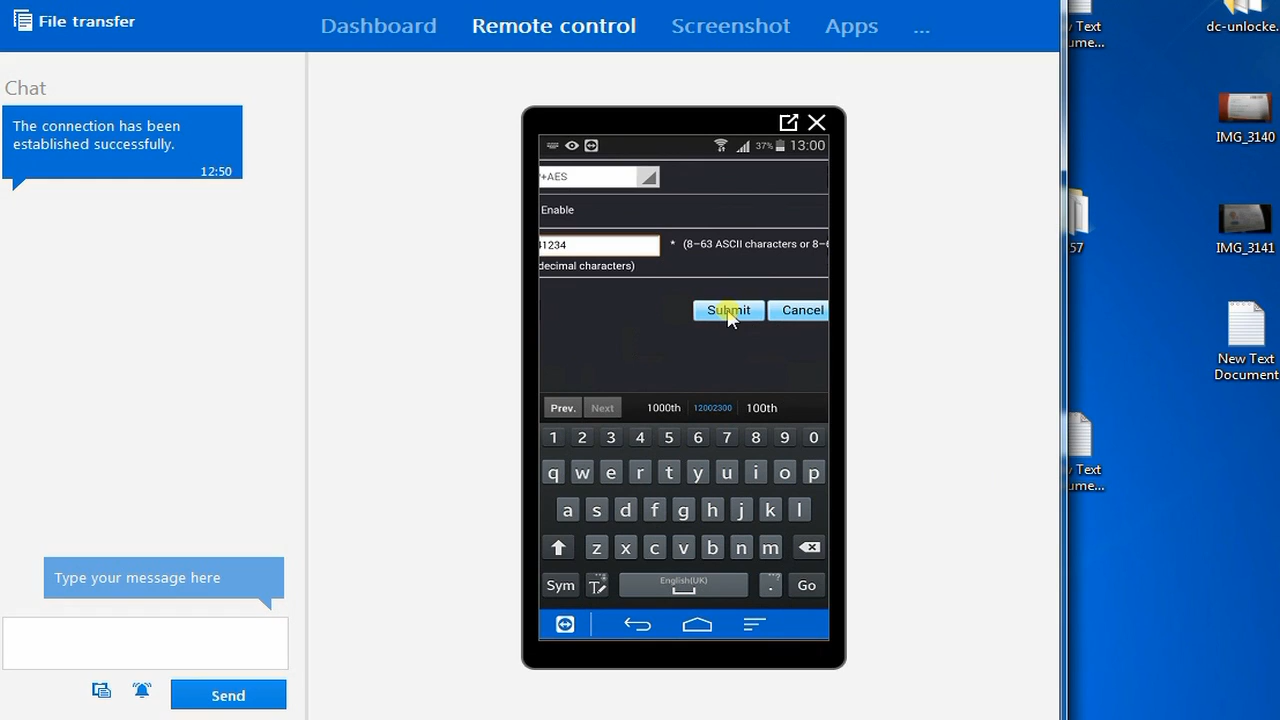 File transfer
Dashboard
Remote control
Screenshot
Apps
...
Chat
The connection has been
established successfully.
12:50
37%
13:00
+AES
Enable
1234
* (8–63 ASCII characters or 8–6
decimal characters)
Submit
Cancel
Prev.
Next
1000th
12002300
100th
1 2 3 4 5 6 7 8 9 0
q w e r t y u i o p
a s d f g h j k l
z x c v b n m
Sym
English(UK)
.
Go
Type your message here
Send
Text
ume...
dc-unlocke.
IMG_3140
57
IMG_3141
New Text
Document
Text
ume...